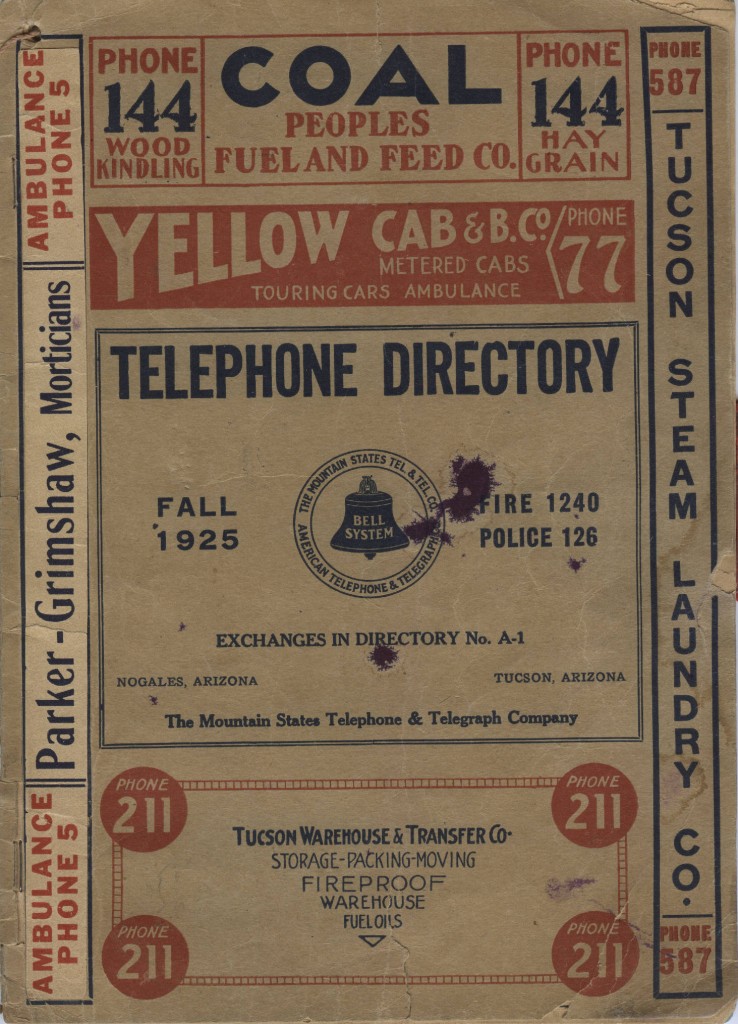 AMBULANCE
PHONE 5
Parker-Grimshaw, Morticians
AMBULANCE
PHONE 5
PHONE
144
WOOD
KINDLING
COAL
PEOPLES
FUEL AND FEED CO.
PHONE
144
HAY
GRAIN
YELLOW CAB & B. CO.
METERED CABS
TOURING CARS AMBULANCE
PHONE
77
TELEPHONE DIRECTORY
FALL
1925
THE MOUNTAIN STATES TEL & TEL. CO.
BELL
SYSTEM
AMERICAN TELEPHONE & TELEGRAPH
FIRE 1240
POLICE 126
EXCHANGES IN DIRECTORY No. A-1
NOGALES, ARIZONA
TUCSON, ARIZONA
The Mountain States Telephone & Telegraph Company
PHONE
211
PHONE
211
TUCSON WAREHOUSE & TRANSFER CO.
STORAGE-PACKING-MOVING
FIREPROOF
WAREHOUSE
FUEL OILS
PHONE
211
PHONE
211
PHONE
587
TUCSON STEAM LAUNDRY CO.
PHONE
587